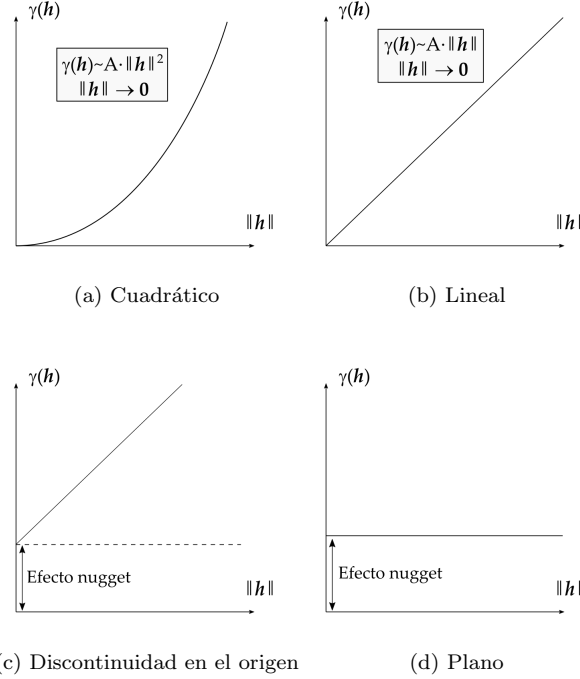 γ(h)
γ(h)~A·‖h‖²
‖h‖ → 0
‖h‖
(a) Cuadrático
γ(h)
γ(h)~A·‖h‖
‖h‖ → 0
‖h‖
(b) Lineal
γ(h)
Efecto nugget
‖h‖
(c) Discontinuidad en el origen
γ(h)
Efecto nugget
‖h‖
(d) Plano